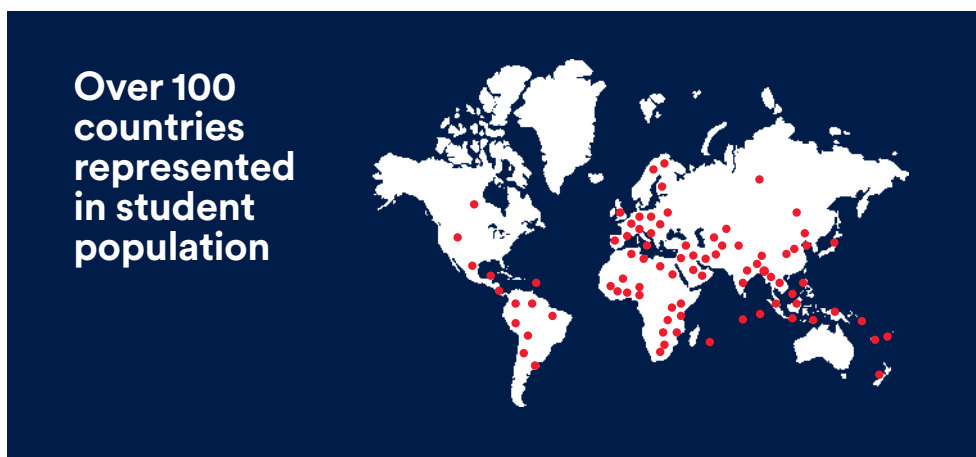 Over 100
countries
represented
in student
population